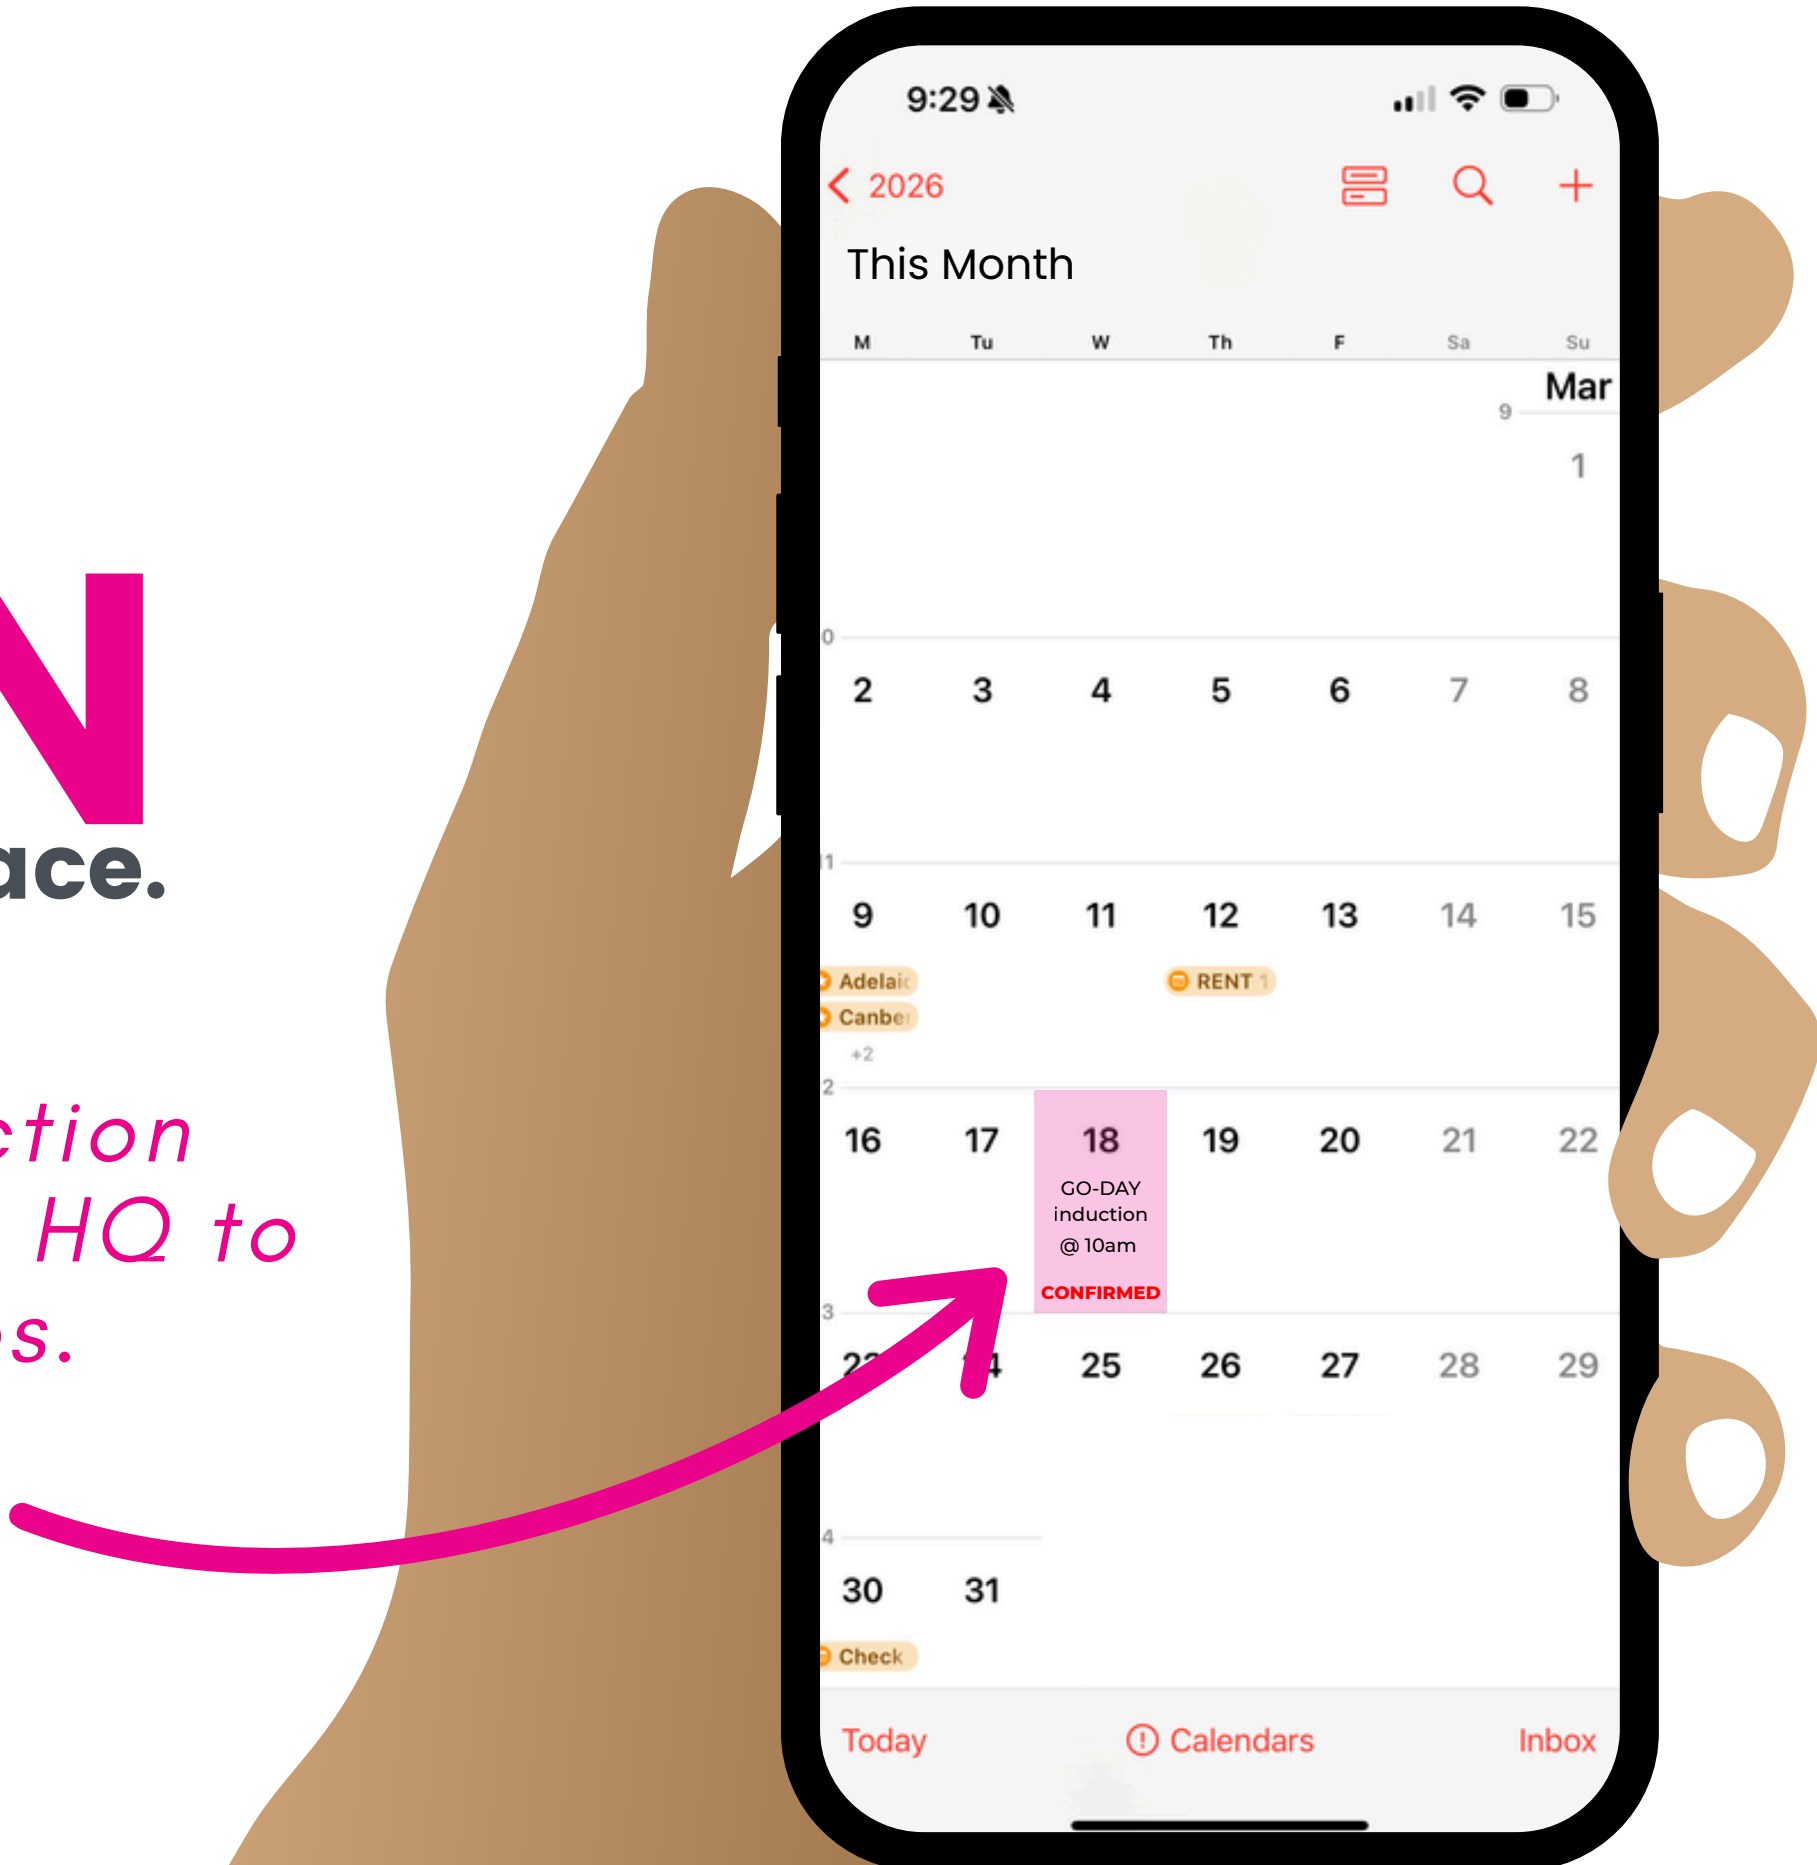 9:29
2026
This Month
M Tu W Th F Sa Su
Mar
9
1
0
2 3 4 5 6 7 8
1
9 10 11 12 13 14 15
Adelaid
Canber
RENT 1
+2
2
16 17 18 19 20 21 22
GO-DAY
induction
@ 10am
CONFIRMED
3
25 26 27 28 29
4
30 31
Check
Today Calendars Inbox
N
ace.
ction
HQ to
s.